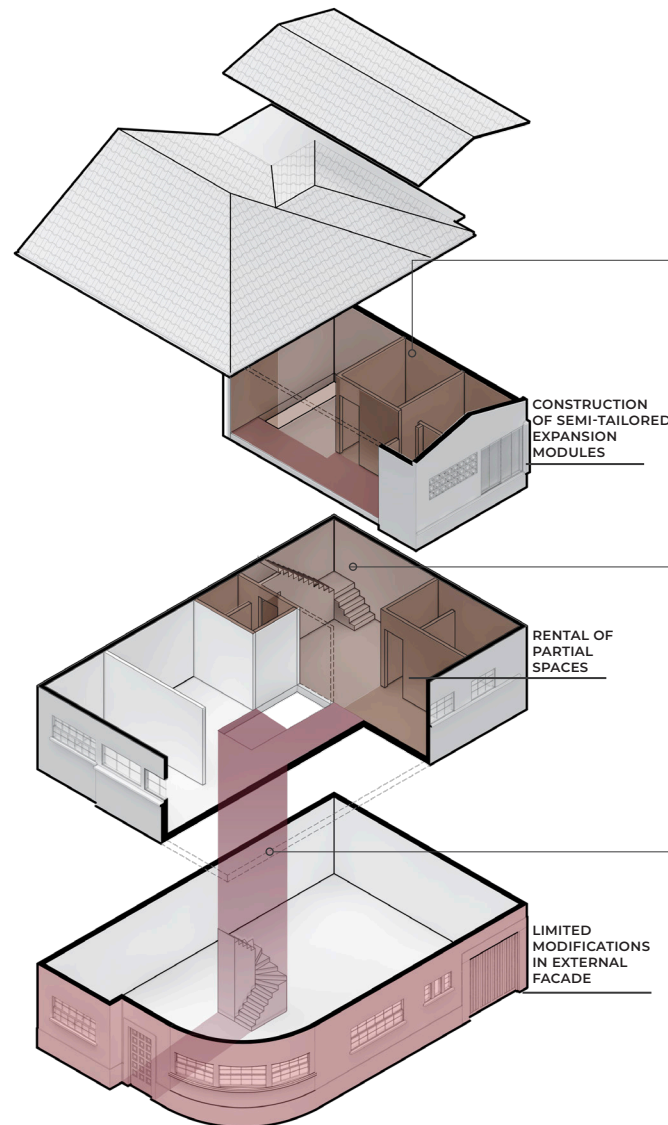 CONSTRUCTION
OF SEMI-TAILORED
EXPANSION
MODULES
RENTAL OF
PARTIAL
SPACES
LIMITED
MODIFICATIONS
IN EXTERNAL
FACADE